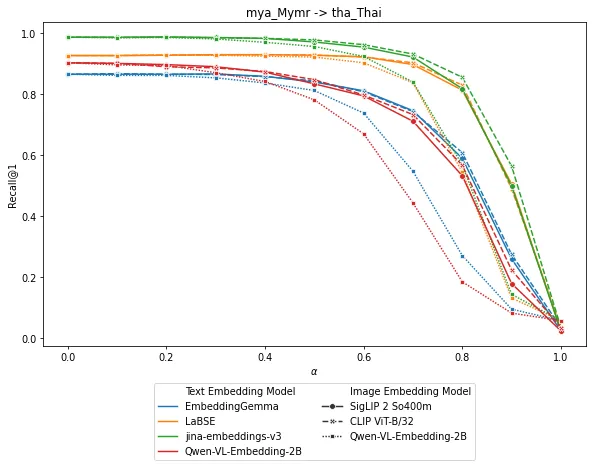 mya_Mymr -> tha_Thai
1.0
0.8
0.6
0.4
0.2
0.0
Recall@1
0.0 0.2 0.4 0.6 0.8 1.0
α
Text Embedding Model Image Embedding Model
EmbeddingGemma SigLIP 2 So400m
LaBSE CLIP ViT-B/32
jina-embeddings-v3 Qwen-VL-Embedding-2B
Qwen-VL-Embedding-2B